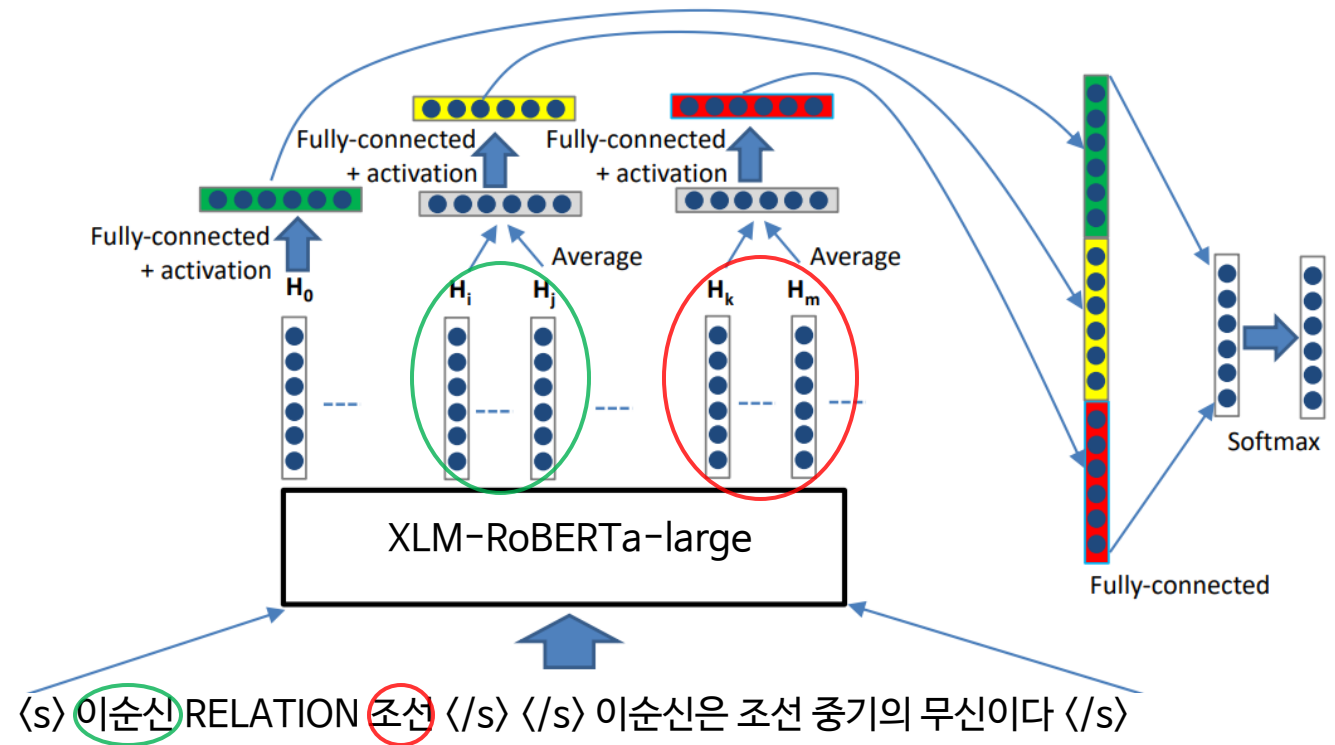 Fully-connected
+ activation
Fully-connected
+ activation
Fully-connected
+ activation
Average
Average
H0
Hi
Hj
Hk
Hm
Softmax
XLM-RoBERTa-large
Fully-connected
〈s〉 이순신 RELATION 조선 〈/s〉 〈/s〉 이순신은 조선 중기의 무신이다 〈/s〉